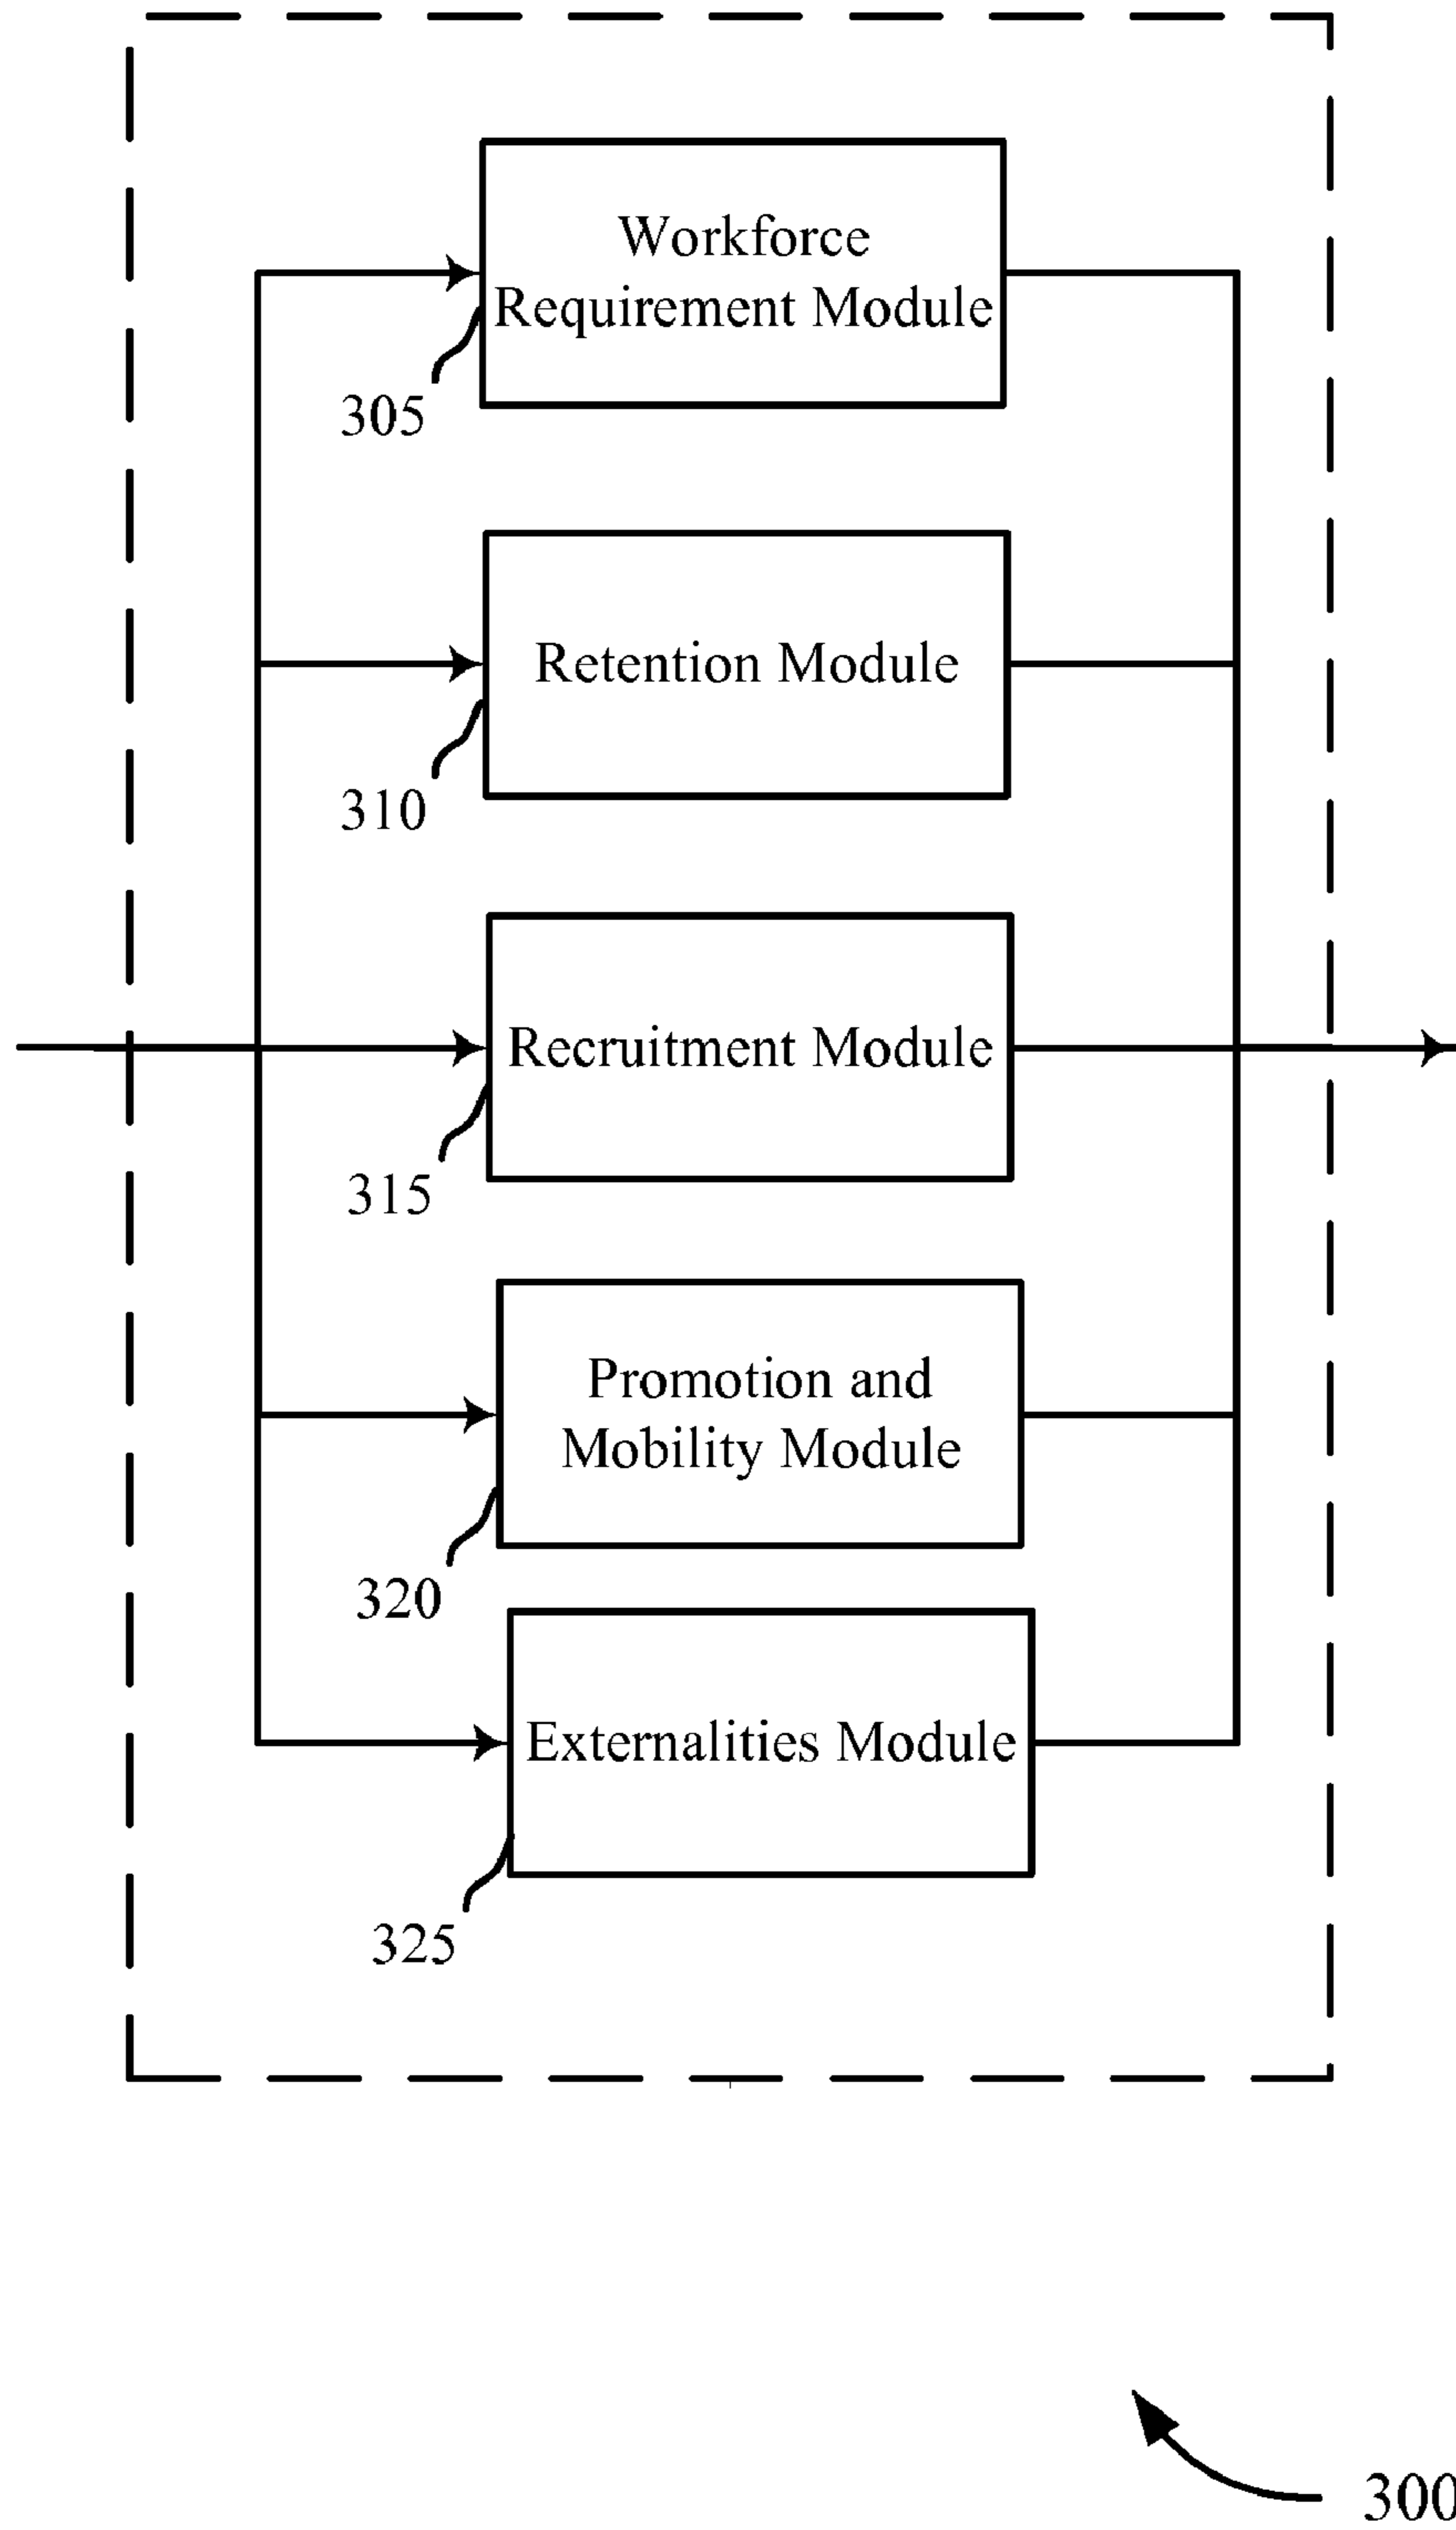 Workforce
Requirement Module
305
Retention Module
310
Recruitment Module
315
Promotion and
Mobility Module
320
Externalities Module
325
300